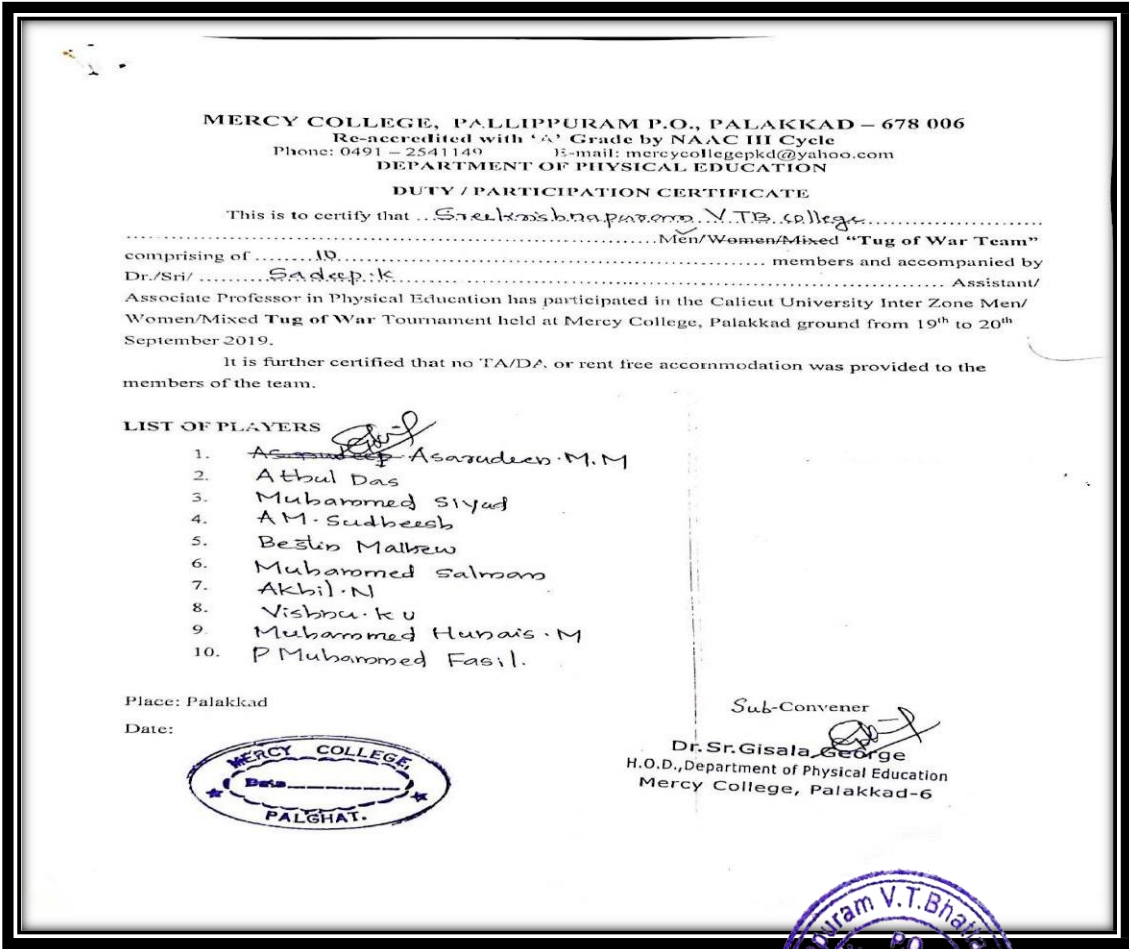 MERCY COLLEGE, PALLIPPURAM P.O., PALAKKAD – 678 006
Re-accredited with ‘A’ Grade by NAAC III Cycle
Phone: 0491 – 2541149 E-mail: mercycollegepkd@yahoo.com
DEPARTMENT OF PHYSICAL EDUCATION
DUTY / PARTICIPATION CERTIFICATE
This is to certify that ..Sreekrishnapuram V.TB college..........
..........Men/Women/Mixed “Tug of War Team”
comprising of ........10.......... members and accompanied by
Dr./Sri/ ..........Sadeep.K.......... Assistant/
Associate Professor in Physical Education has participated in the Calicut University Inter Zone Men/
Women/Mixed Tug of War Tournament held at Mercy College, Palakkad ground from 19th to 20th
September 2019.
It is further certified that no TA/DA, or rent free accommodation was provided to the
members of the team.
LIST OF PLAYERS
1. Asarudeen.M.M
2. Athul Das
3. Muhammed Siyad
4. AM.Sudheesh
5. Bestin Mathew
6. Muhammed Salman
7. Akhil.N
8. Vishnu.k u
9. Muhammed Hunais.M
10. P Muhammed Fasil.
Place: Palakkad
Sub-Convener
Date:
Dr.Sr.Gisala George
H.O.D.,Department of Physical Education
Mercy College, Palakkad-6
MERCY COLLEGE,
Date
PALGHAT.
V.T.
PO